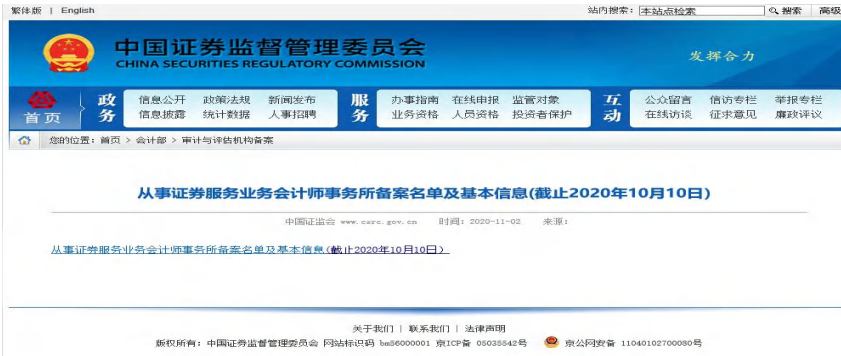 繁体版 | English
站内搜索: 本站点检索 搜索 高级
中国证券监督管理委员会
CHINA SECURITIES REGULATORY COMMISSION
发挥合力
首页
政务
信息公开 政策法规 新闻发布
信息披露 统计数据 人事招聘
服务
办事指南 在线申报 监管对象
业务资格 人员资格 投资者保护
互动
公众留言 信访专栏 举报专栏
在线访谈 征求意见 廉政评议
您的位置：首页 > 会计部 > 审计与评估机构备案
从事证券服务业务会计师事务所备案名单及基本信息(截止2020年10月10日)
中国证监会 www.csrc.gov.cn 时间：2020-11-02 来源：
从事证券服务业务会计师事务所备案名单及基本信息(截止2020年10月10日）
关于我们 | 联系我们 | 法律声明
版权所有：中国证券监督管理委员会 网站标识码 bm56000001 京ICP备 05035542号 京公网安备 11040102700080号